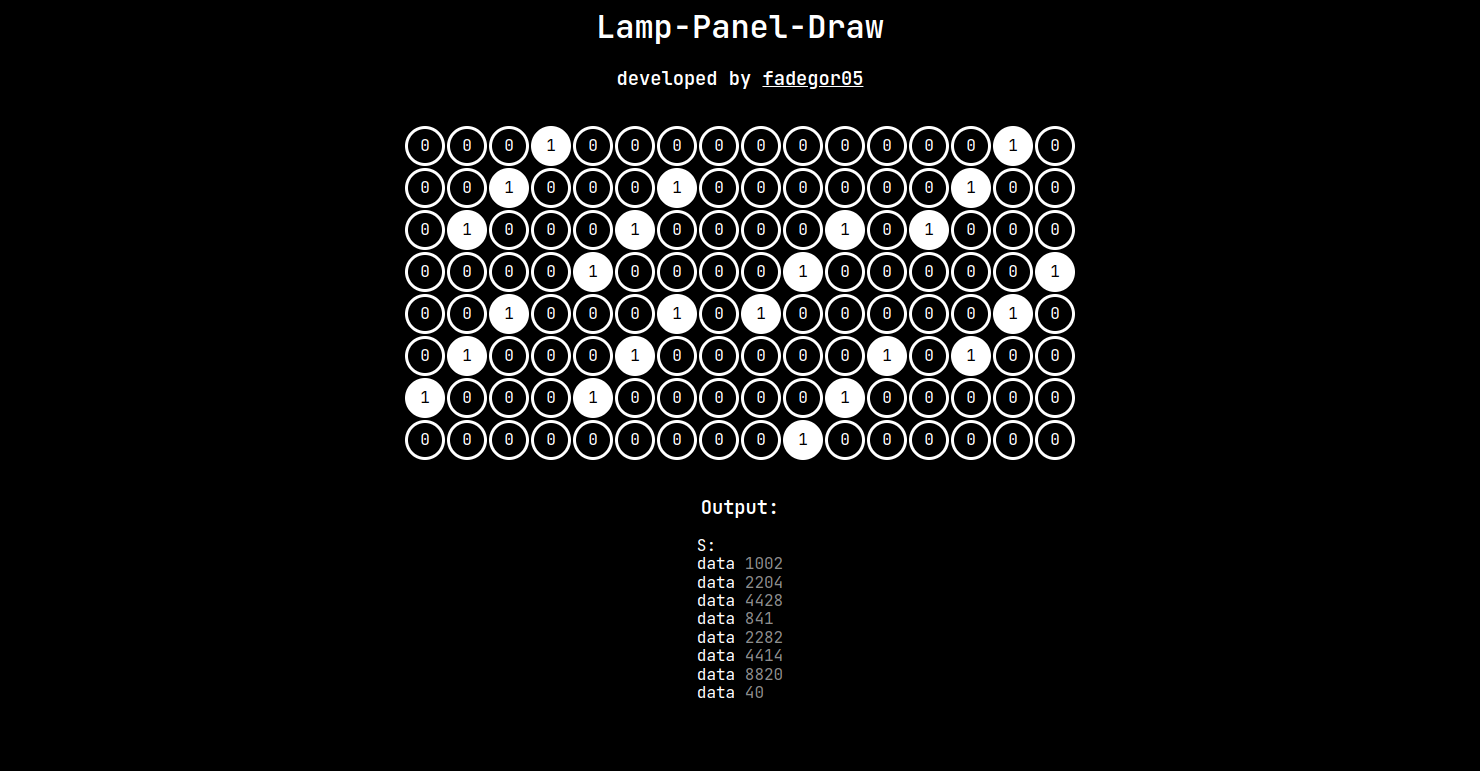 Lamp-Panel-Draw
developed by fadegor05
0 0 0 1 0 0 0 0 0 0 0 0 0 0 1 0
0 0 1 0 0 0 1 0 0 0 0 0 0 1 0 0
0 1 0 0 0 1 0 0 0 0 1 0 1 0 0 0
0 0 0 0 1 0 0 0 0 1 0 0 0 0 0 1
0 0 1 0 0 0 1 0 1 0 0 0 0 0 1 0
0 1 0 0 0 1 0 0 0 0 0 1 0 1 0 0
1 0 0 0 1 0 0 0 0 0 1 0 0 0 0 0
0 0 0 0 0 0 0 0 0 1 0 0 0 0 0 0
Output:
S:
data 1002
data 2204
data 4428
data 841
data 2282
data 4414
data 8820
data 40